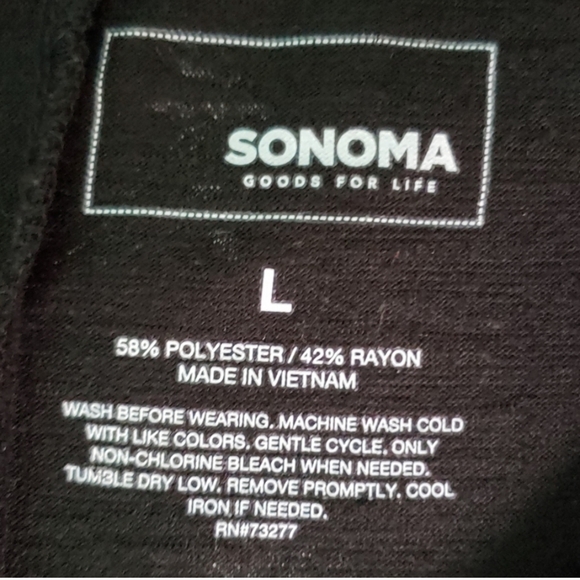 SONOMA
GOODS FOR LIFE
L
58% POLYESTER / 42% RAYON
MADE IN VIETNAM
WASH BEFORE WEARING. MACHINE WASH COLD
WITH LIKE COLORS. GENTLE CYCLE. ONLY
NON-CHLORINE BLEACH WHEN NEEDED.
TUMBLE DRY LOW. REMOVE PROMPTLY. COOL
IRON IF NEEDED.
RN#73277